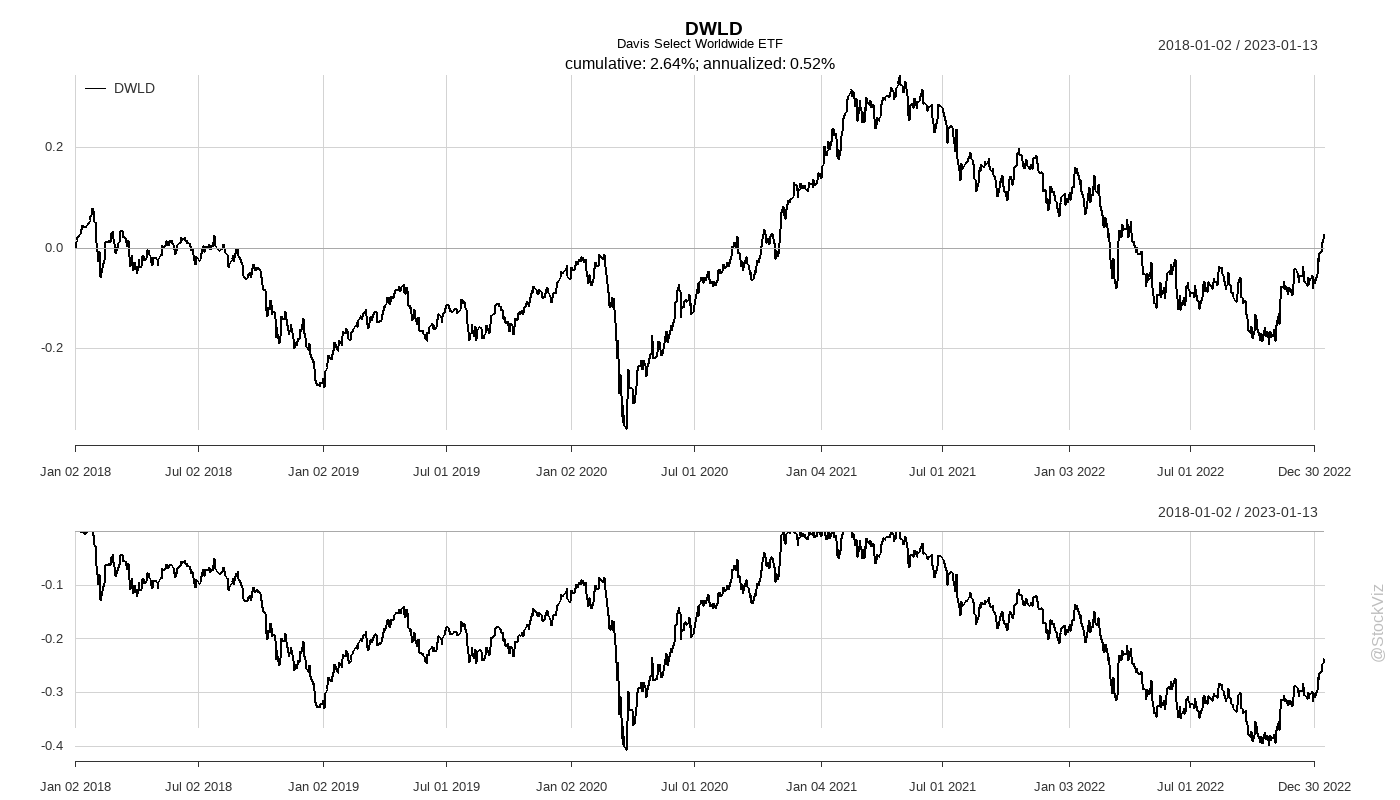 DWLD
Davis Select Worldwide ETF
cumulative: 2.64%; annualized: 0.52%
2018-01-02 / 2023-01-13
DWLD
0.2
0.0
-0.2
Jan 02 2018 Jul 02 2018 Jan 02 2019 Jul 01 2019 Jan 02 2020 Jul 01 2020 Jan 04 2021 Jul 01 2021 Jan 03 2022 Jul 01 2022 Dec 30 2022
2018-01-02 / 2023-01-13
-0.1
-0.2
-0.3
-0.4
Jan 02 2018 Jul 02 2018 Jan 02 2019 Jul 01 2019 Jan 02 2020 Jul 01 2020 Jan 04 2021 Jul 01 2021 Jan 03 2022 Jul 01 2022 Dec 30 2022
@StockViz